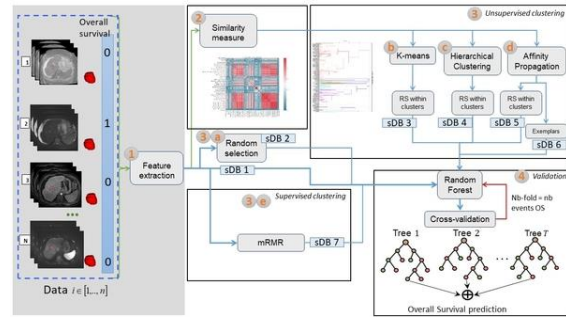 Overall
survival
1
0
2
1
3
0
N
0
Data i ∈ [1,.., n]
1
Feature
extraction
2
Similarity
measure
3 a
Random
selection
sDB 2
sDB 1
3 e
Supervised clustering
mRMR
sDB 7
3
Unsupervised clustering
b
K-means
c
Hierarchical
Clustering
d
Affinity
Propagation
RS within
clusters
RS within
clusters
RS within
clusters
Exemplars
sDB 3
sDB 4
sDB 5
sDB 6
4
Validation
Random
Forest
Nb-fold = nb
events OS
Cross-validation
Tree 1
Tree 2
Tree T
Overall Survival prediction